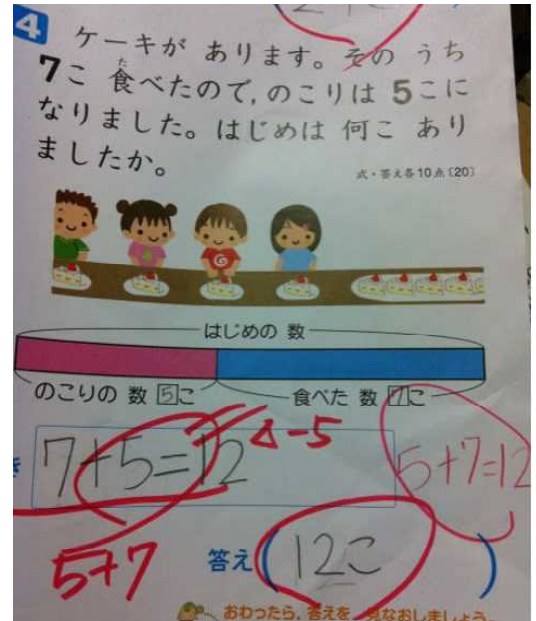 4
ケーキが あります。その うち
7こ 食べたので,のこりは 5こに
た
なりました。はじめは 何こ あり
ましたか。
式・答え各10点〔20〕
G
はじめの 数
のこりの 数 5こ
食べた 数 7こ
7+5=12
△-5
5+7=12
5+7
答え( 12こ )
おわったら、答えを 見なおしましょう。